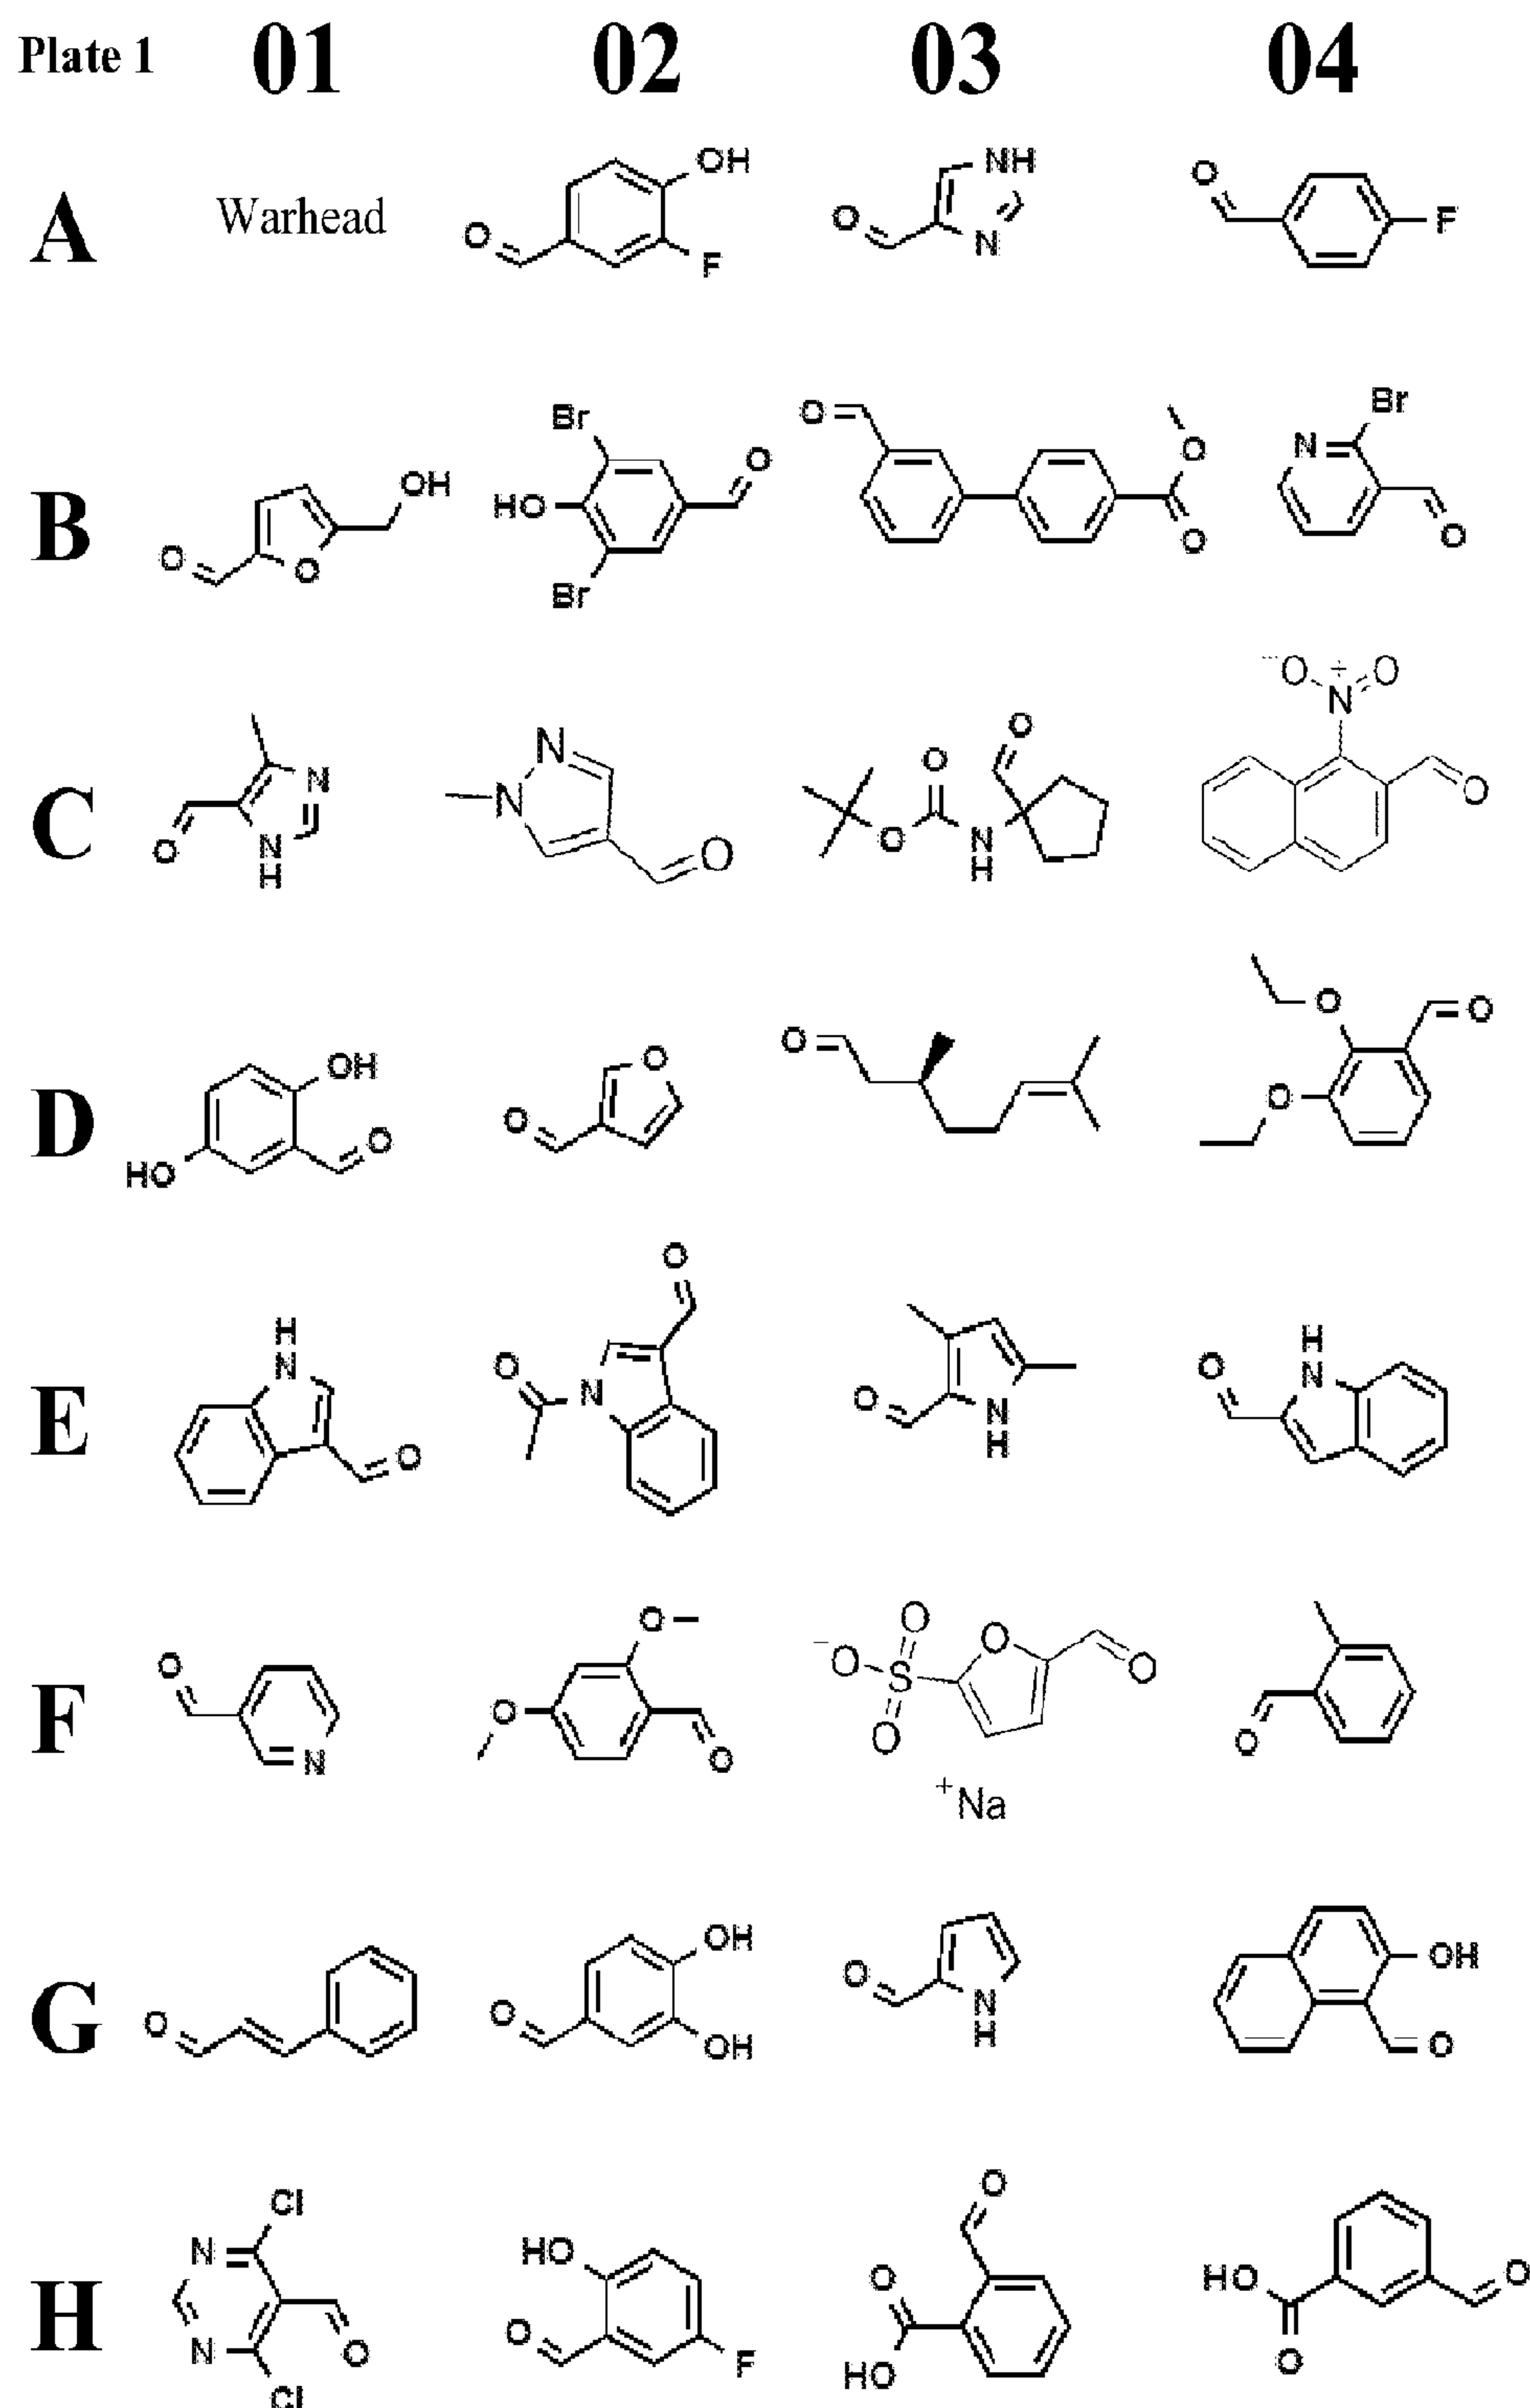 Plate 1 01 02 03 04
A Warhead O OH F O NH N O F
B O O OH Br HO Br O O O O N Br O
C O N N H N N O O O N H O ⁻O N⁺ O O
D HO OH O O O O O O O
E H N O O N O O N H O H N
F O N O O O ⁻O S O O O O O
⁺Na
G O O OH OH O N H OH O
H Cl N N Cl O HO O F O O HO HO O O